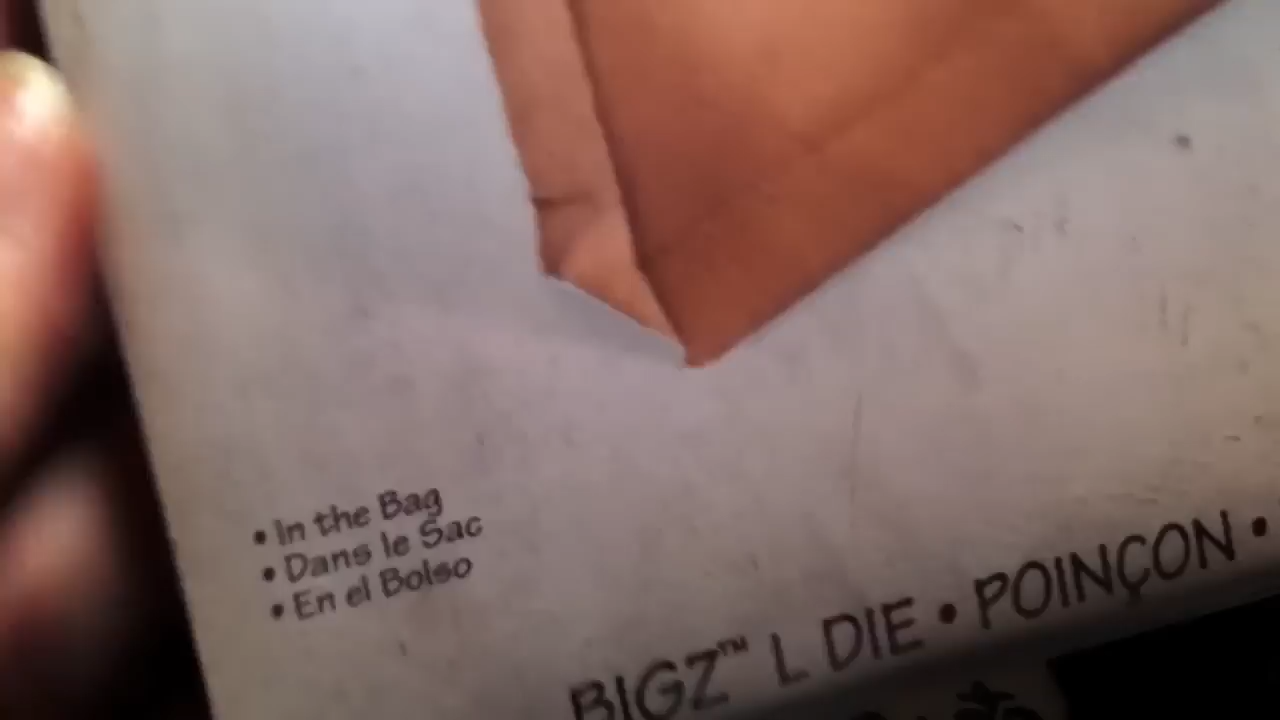 • In the Bag
• Dans le Sac
• En el Bolso
BIGZ™ L DIE • POINÇON •